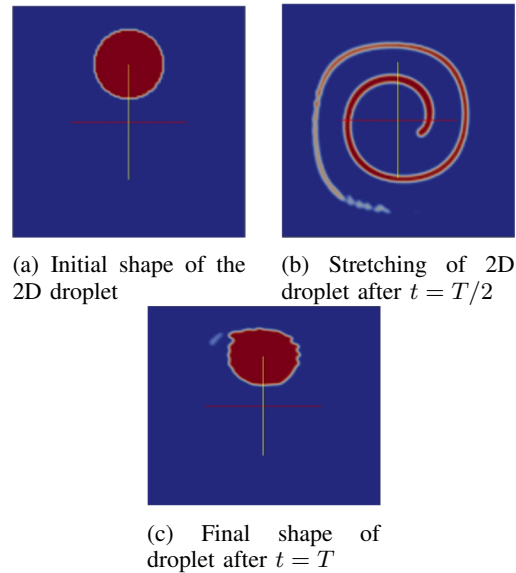 (a) Initial shape of the
2D droplet
(b) Stretching of 2D
droplet after t = T/2
(c) Final shape of
droplet after t = T